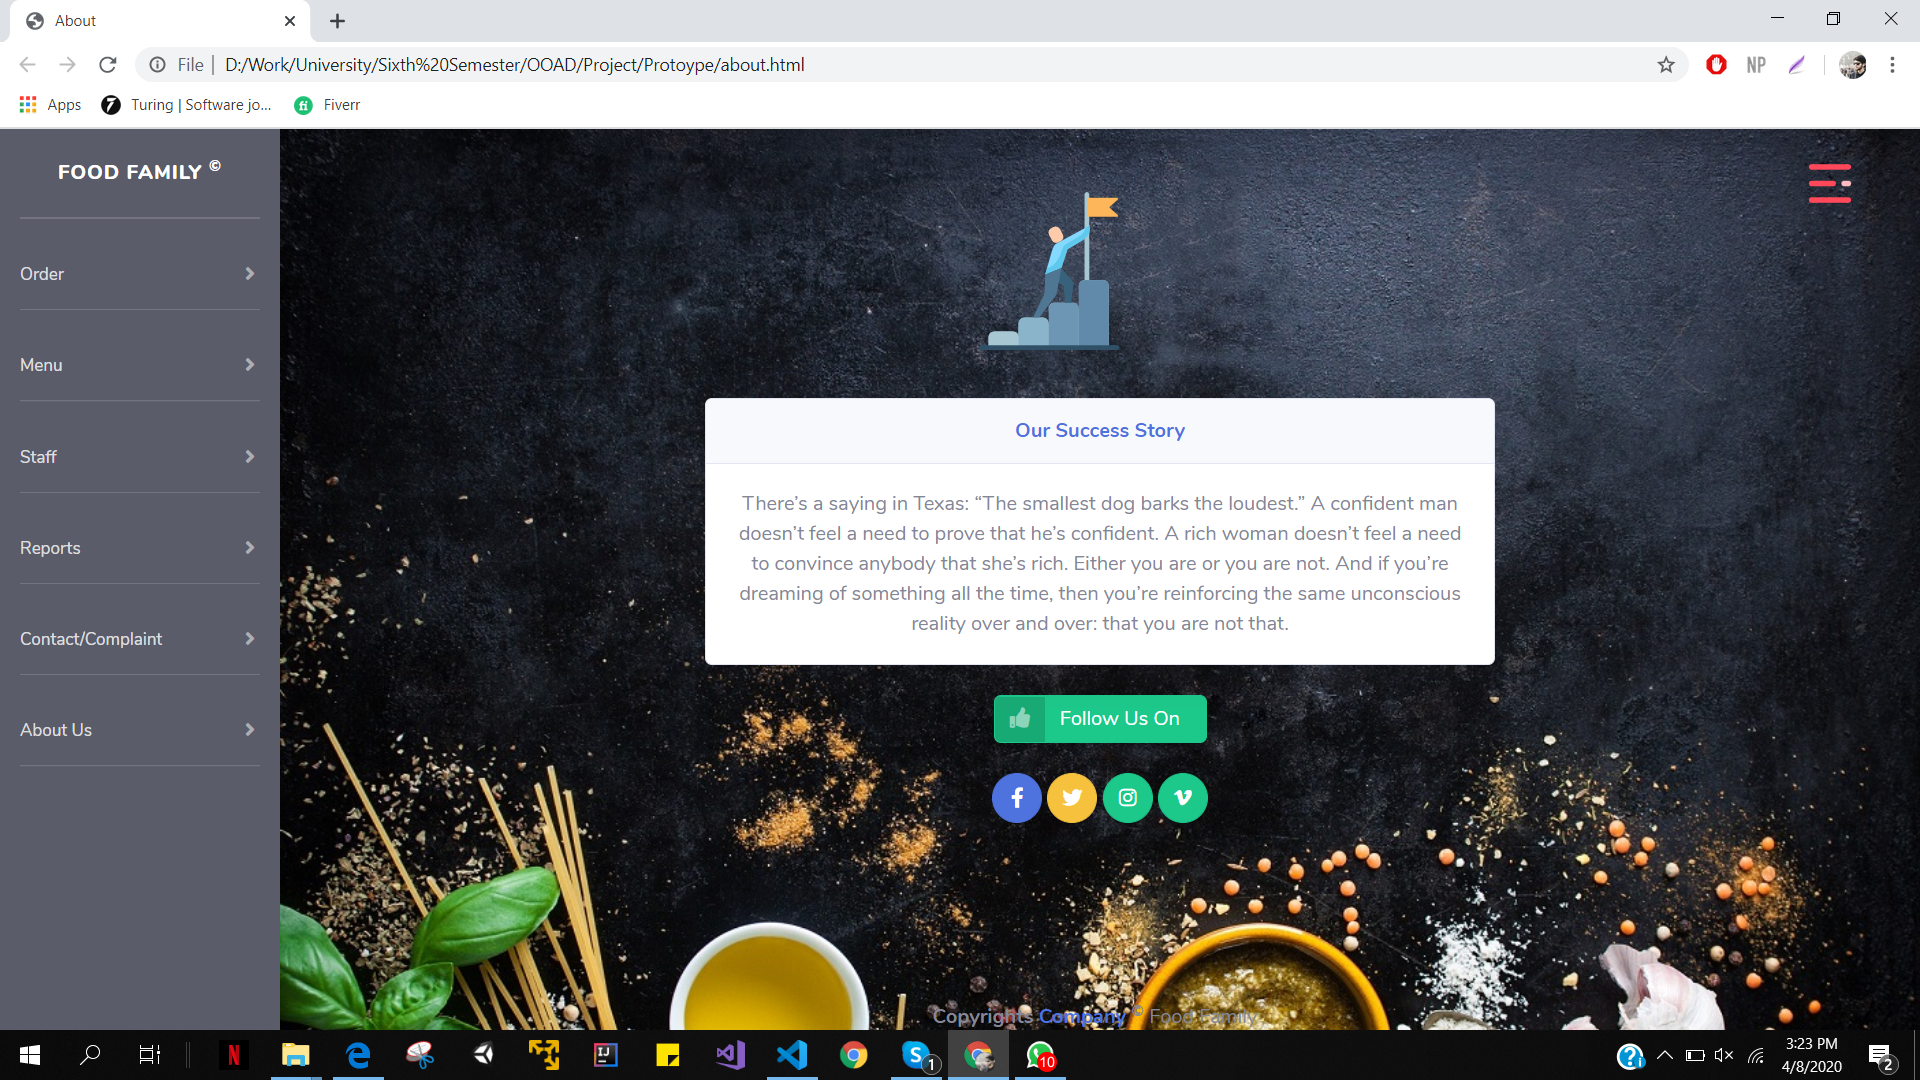 About
File | D:/Work/University/Sixth%20Semester/OOAD/Project/Protoype/about.html
NP
Apps
Turing | Software jo...
Fiverr
FOOD FAMILY ©
Order
Menu
Staff
Reports
Contact/Complaint
About Us
Our Success Story
There’s a saying in Texas: “The smallest dog barks the loudest.” A confident man
doesn’t feel a need to prove that he’s confident. A rich woman doesn’t feel a need
to convince anybody that she’s rich. Either you are or you are not. And if you’re
dreaming of something all the time, then you’re reinforcing the same unconscious
reality over and over: that you are not that.
Follow Us On
Copyrights Company © Food Family
1
10
3:23 PM
4/8/2020
2